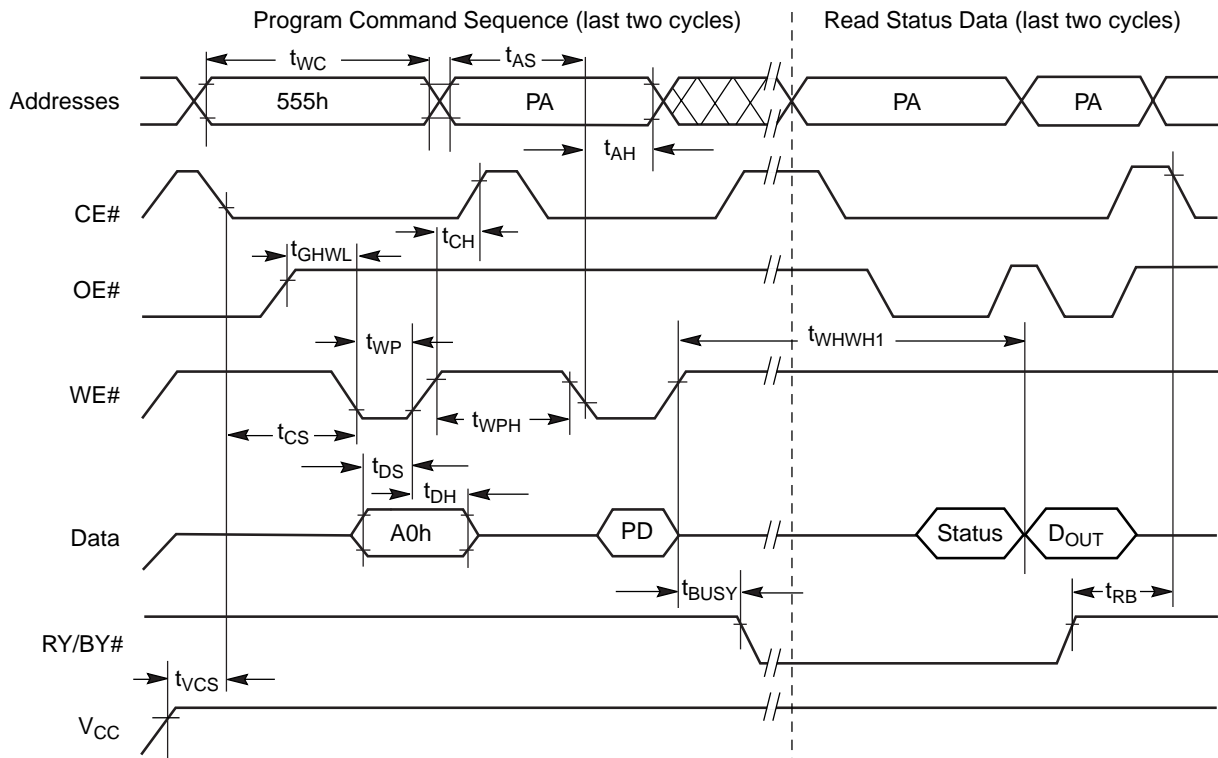 Program Command Sequence (last two cycles)
Read Status Data (last two cycles)
tWC
tAS
Addresses
555h
PA
PA
PA
tAH
CE#
tCH
tGHWL
OE#
tWP
tWHWH1
WE#
tWPH
tCS
tDS
tDH
Data
A0h
PD
Status
DOUT
tBUSY
tRB
RY/BY#
tVCS
VCC